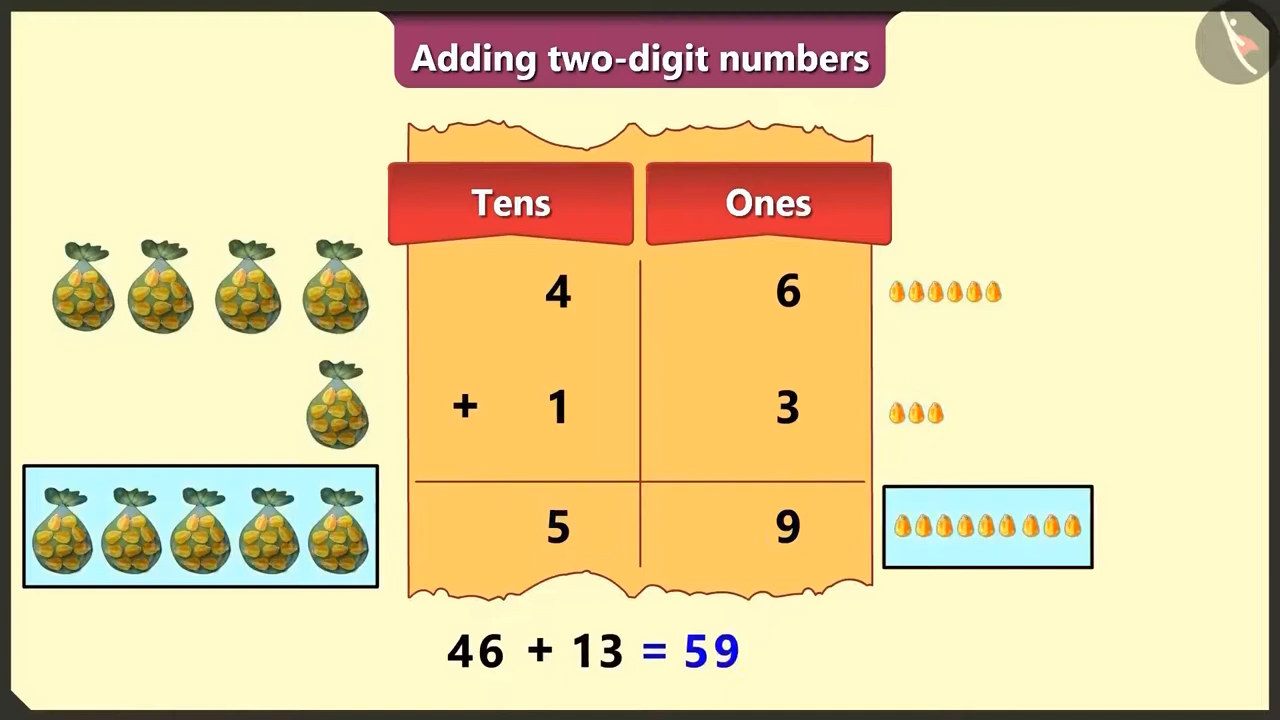 Adding two-digit numbers
Tens Ones
4 6
+ 1 3
5 9
46 + 13 = 59